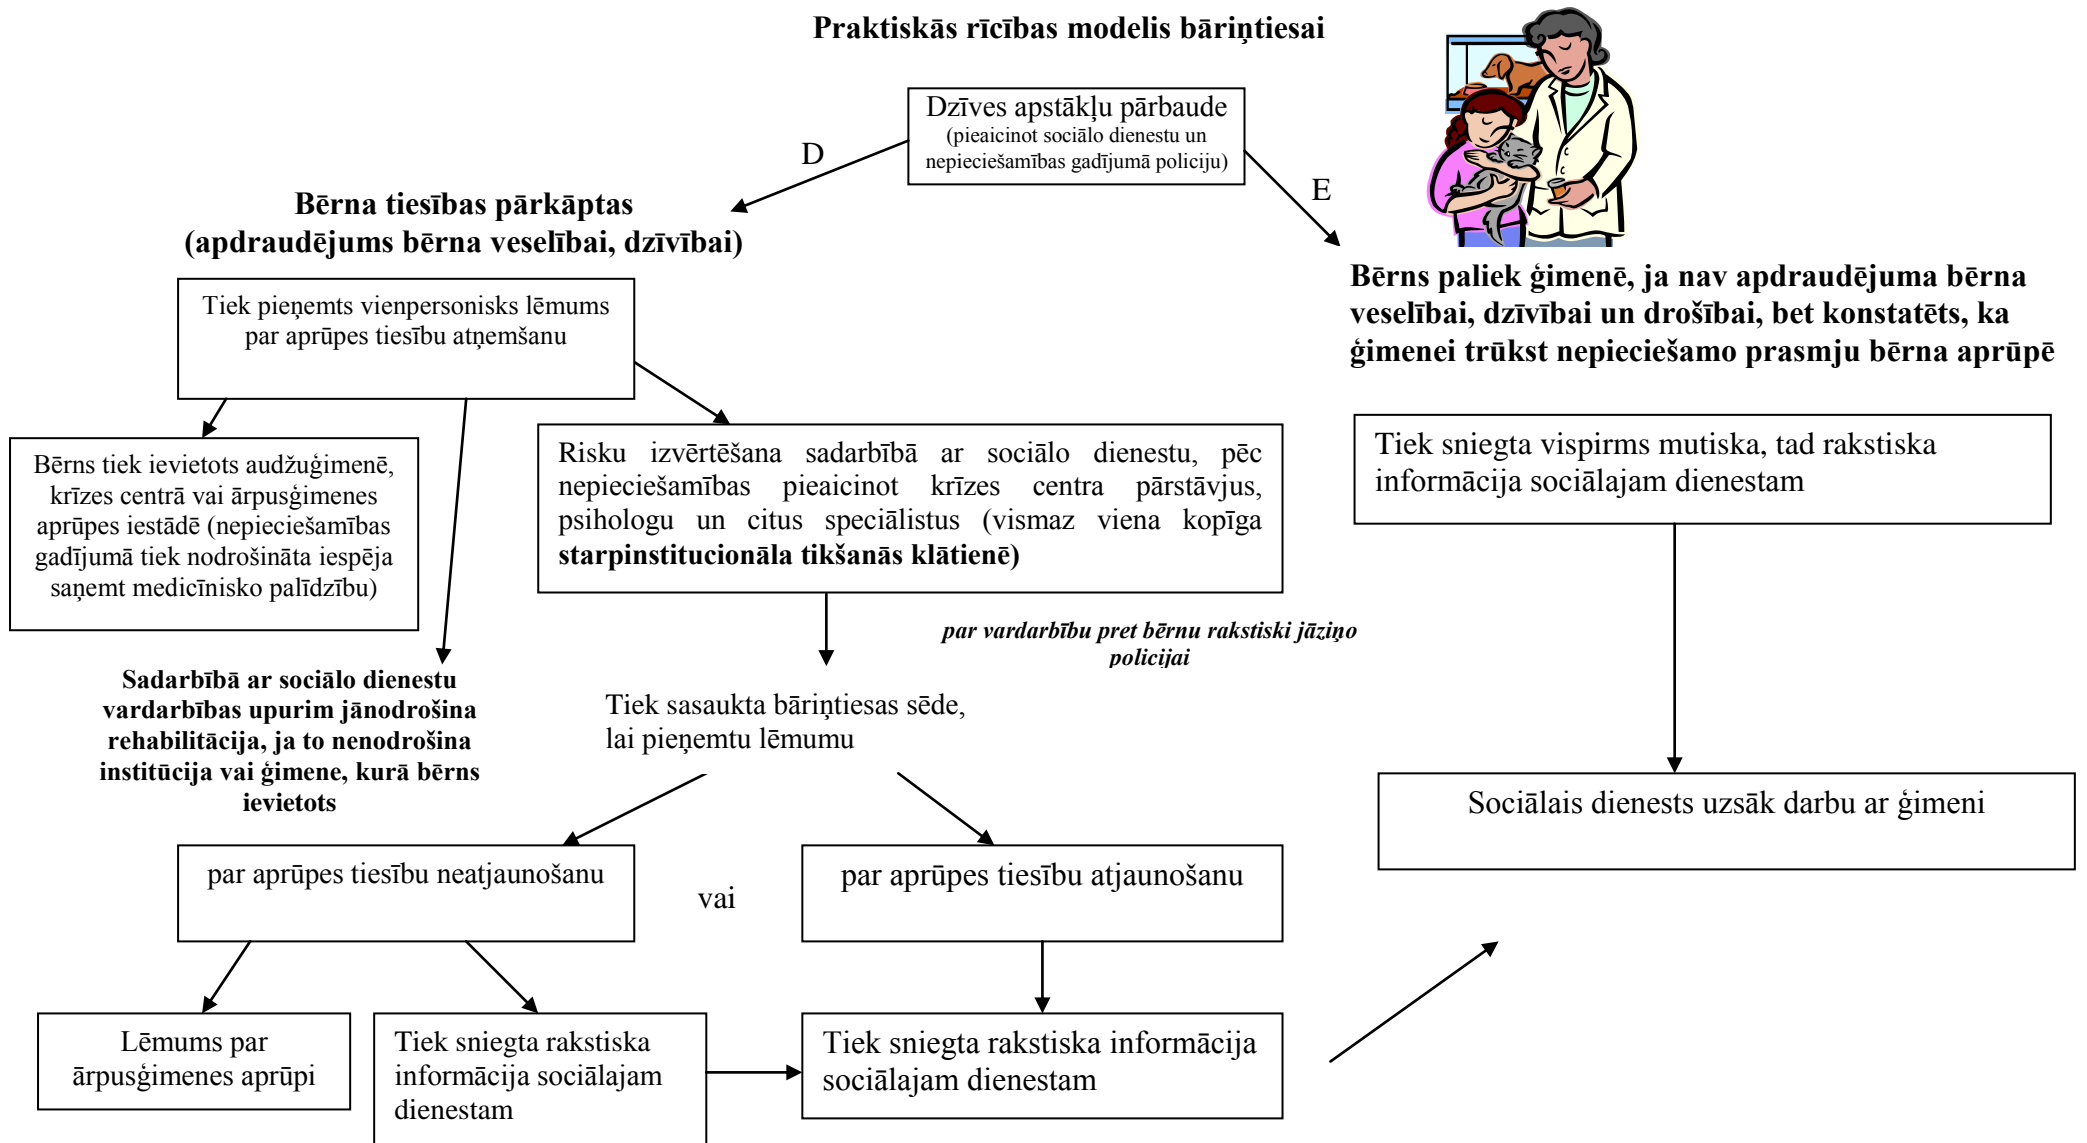 Praktiskās rīcības modelis bāriņtiesai
Dzīves apstākļu pārbaude
(pieaicinot sociālo dienestu un
nepieciešamības gadījumā policiju)
D
E
Bērna tiesības pārkāptas
(apdraudējums bērna veselībai, dzīvībai)
Bērns paliek ģimenē, ja nav apdraudējuma bērna
veselībai, dzīvībai un drošībai, bet konstatēts, ka
ģimenei trūkst nepieciešamo prasmju bērna aprūpē
Tiek pieņemts vienpersonisks lēmums
par aprūpes tiesību atņemšanu
Bērns tiek ievietots audžuģimenē,
krīzes centrā vai ārpusģimenes
aprūpes iestādē (nepieciešamības
gadījumā tiek nodrošināta iespēja
saņemt medicīnisko palīdzību)
Risku izvērtēšana sadarbībā ar sociālo dienestu, pēc
nepieciešamības pieaicinot krīzes centra pārstāvjus,
psihologu un citus speciālistus (vismaz viena kopīga
starpinstitucionāla tikšanās klātienē)
Tiek sniegta vispirms mutiska, tad rakstiska
informācija sociālajam dienestam
par vardarbību pret bērnu rakstiski jāziņo
policijai
Sadarbībā ar sociālo dienestu
vardarbības upurim jānodrošina
rehabilitācija, ja to nenodrošina
institūcija vai ģimene, kurā bērns
ievietots
Tiek sasaukta bāriņtiesas sēde,
lai pieņemtu lēmumu
Sociālais dienests uzsāk darbu ar ģimeni
par aprūpes tiesību neatjaunošanu
vai
par aprūpes tiesību atjaunošanu
Lēmums par
ārpusģimenes aprūpi
Tiek sniegta rakstiska
informācija sociālajam
dienestam
Tiek sniegta rakstiska informācija
sociālajam dienestam